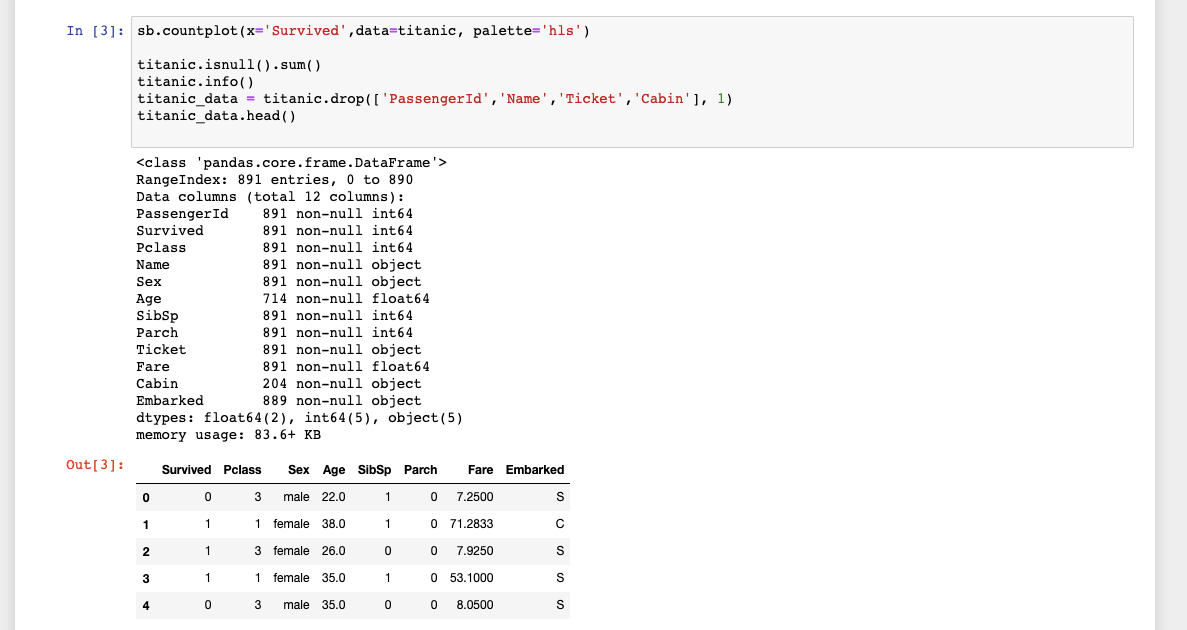 In [3]: sb.countplot(x='Survived',data=titanic, palette='hls')
titanic.isnull().sum()
titanic.info()
titanic_data = titanic.drop(['PassengerId','Name','Ticket','Cabin'], 1)
titanic_data.head()
<class 'pandas.core.frame.DataFrame'>
RangeIndex: 891 entries, 0 to 890
Data columns (total 12 columns):
PassengerId    891 non-null int64
Survived       891 non-null int64
Pclass         891 non-null int64
Name           891 non-null object
Sex            891 non-null object
Age            714 non-null float64
SibSp          891 non-null int64
Parch          891 non-null int64
Ticket         891 non-null object
Fare           891 non-null float64
Cabin          204 non-null object
Embarked       889 non-null object
dtypes: float64(2), int64(5), object(5)
memory usage: 83.6+ KB
Out[3]:
Survived Pclass Sex Age SibSp Parch Fare Embarked
0 0 3 male 22.0 1 0 7.2500 S
1 1 1 female 38.0 1 0 71.2833 C
2 1 3 female 26.0 0 0 7.9250 S
3 1 1 female 35.0 1 0 53.1000 S
4 0 3 male 35.0 0 0 8.0500 S